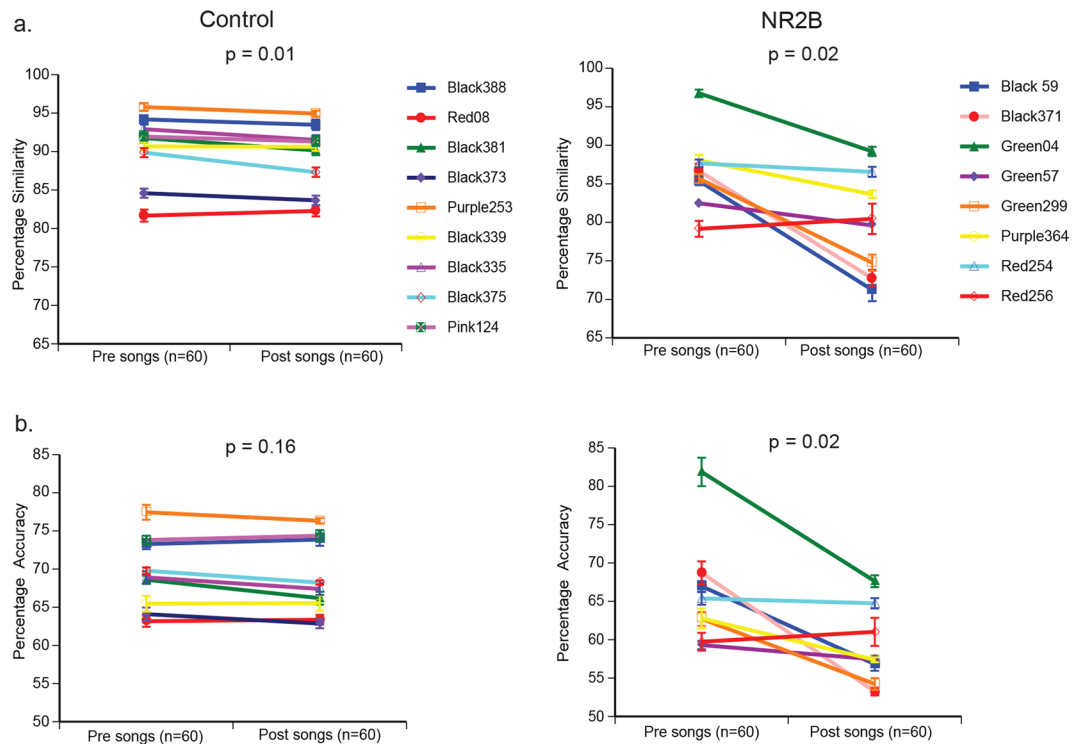 a.
Control
p = 0.01
Percentage Similarity
100
95
90
85
80
75
70
65
Pre songs (n=60)
Post songs (n=60)
Black388
Red08
Black381
Black373
Purple253
Black339
Black335
Black375
Pink124
NR2B
p = 0.02
Percentage Similarity
100
95
90
85
80
75
70
65
Pre songs (n=60)
Post songs (n=60)
Black 59
Black371
Green04
Green57
Green299
Purple364
Red254
Red256
b.
p = 0.16
Percentage Accuracy
85
80
75
70
65
60
55
50
Pre songs (n=60)
Post songs (n=60)
p = 0.02
Percentage Accuracy
85
80
75
70
65
60
55
50
Pre songs (n=60)
Post songs (n=60)